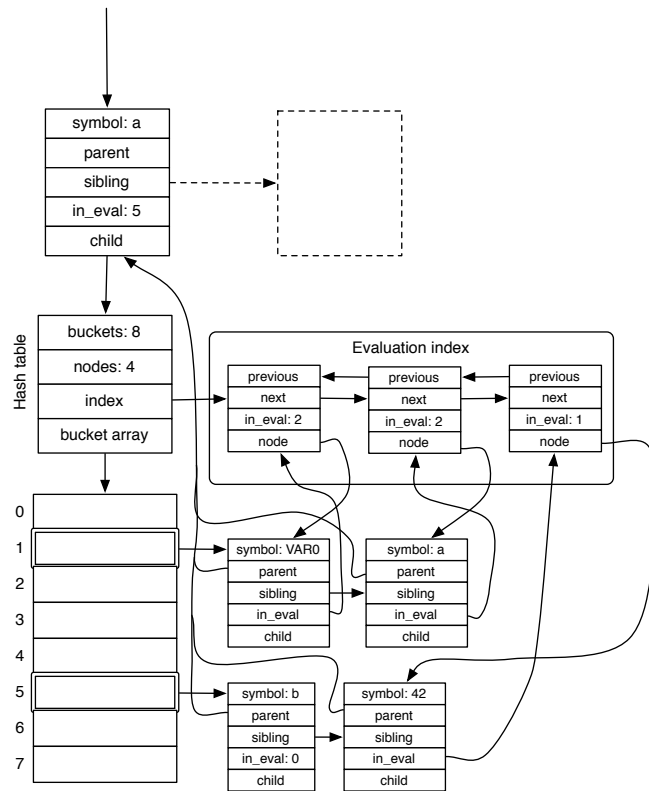 symbol: a
parent
sibling
in_eval: 5
child
Hash table
buckets: 8
nodes: 4
index
bucket array
Evaluation index
previous
next
in_eval: 2
node
previous
next
in_eval: 2
node
previous
next
in_eval: 1
node
0
1
2
3
4
5
6
7
symbol: VAR0
parent
sibling
in_eval
child
symbol: a
parent
sibling
in_eval
child
symbol: b
parent
sibling
in_eval: 0
child
symbol: 42
parent
sibling
in_eval
child